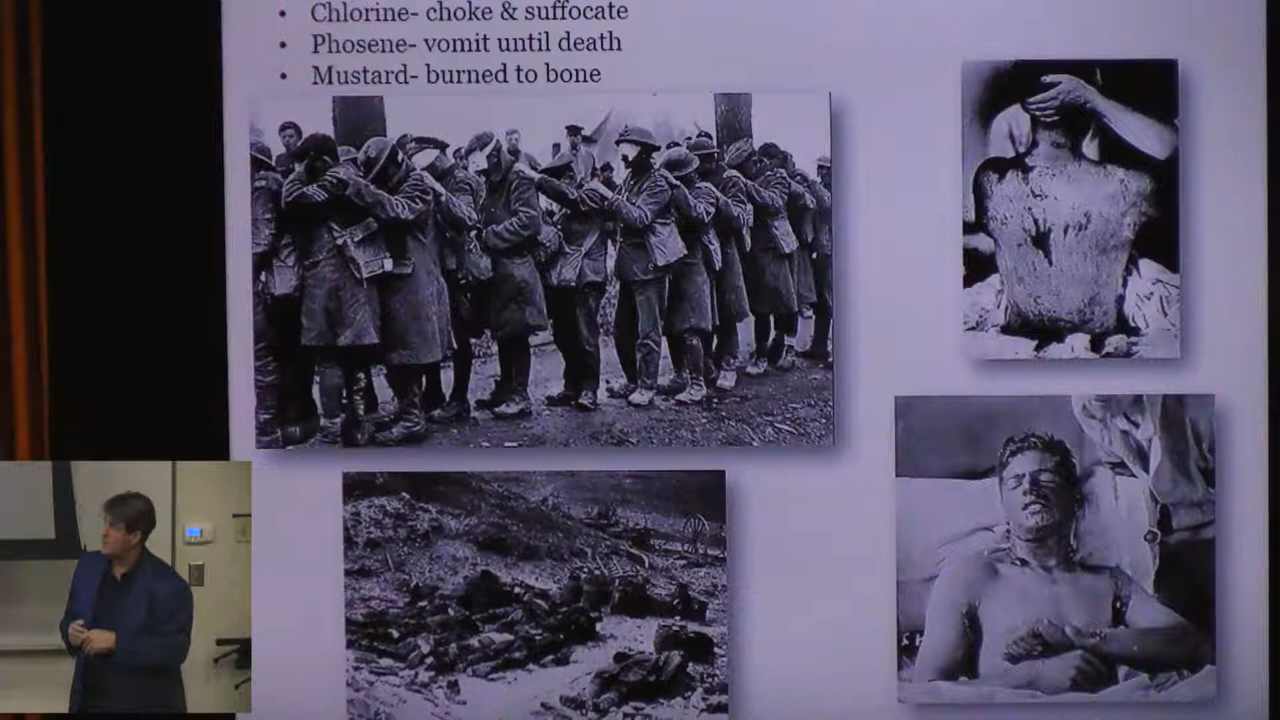 Chlorine- choke & suffocate
Phosene- vomit until death
Mustard- burned to bone